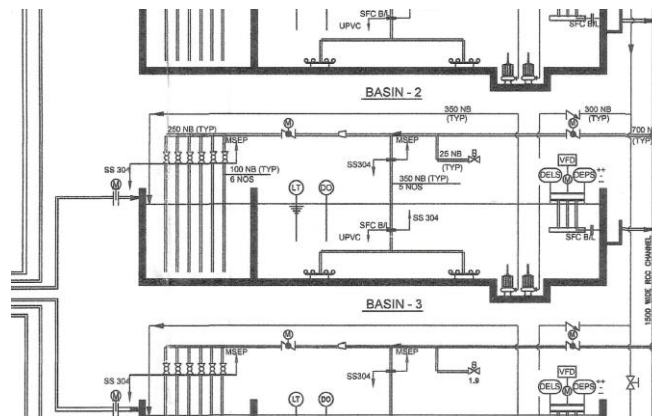 SFC B/L
UPVC
SFC B/L
BASIN - 2
350 NB
(TYP)
300 NB
(TYP)
M
M
250 NB (TYP)
MSEP
MSEP
700 N
(TYP)
SS 304
SS304
25 NB
(TYP)
VFD
100 NB (TYP)
6 NOS
350 NB (TYP)
5 NOS
DELS
M
DEPS
++
M
LT
DO
SFC B/L
SS 304
UPVC
SFC B/L
BASIN - 3
1500 WIDE RCC CHANNEL
M
M
MSEP
MSEP
SS 304
SS304
1.9
VFD
M
LT
DO
DELS
M
DEPS
++